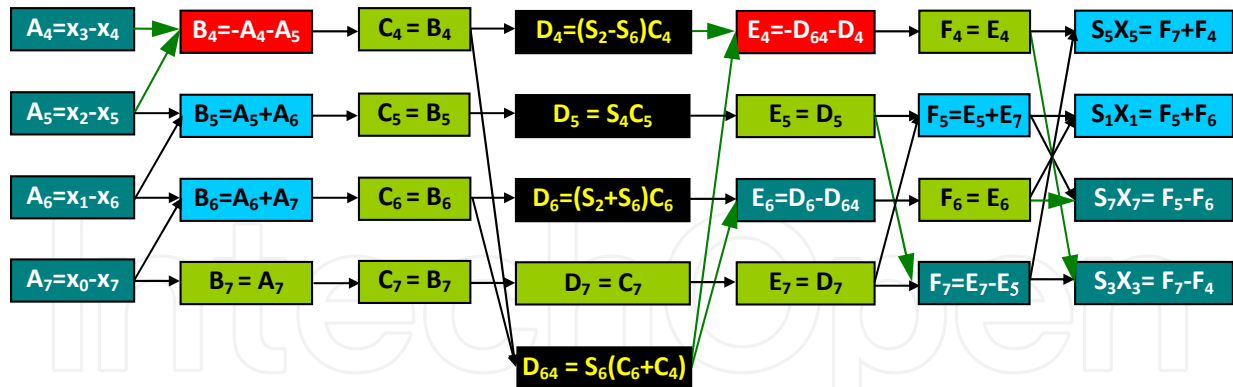 A₄=x₃-x₄ B₄=-A₄-A₅ C₄ = B₄ D₄=(S₂-S₆)C₄ E₄=-D₆₄-D₄ F₄ = E₄ S₅X₅= F₇+F₄
A₅=x₂-x₅ B₅=A₅+A₆ C₅ = B₅ D₅ = S₄C₅ E₅ = D₅ F₅=E₅+E₇ S₁X₁= F₅+F₆
A₆=x₁-x₆ B₆=A₆+A₇ C₆ = B₆ D₆=(S₂+S₆)C₆ E₆=D₆-D₆₄ F₆ = E₆ S₇X₇= F₅-F₆
A₇=x₀-x₇ B₇ = A₇ C₇ = B₇ D₇ = C₇ E₇ = D₇ F₇=E₇-E₅ S₃X₃= F₇-F₄
D₆₄ = S₆(C₆+C₄)
IntechOpen